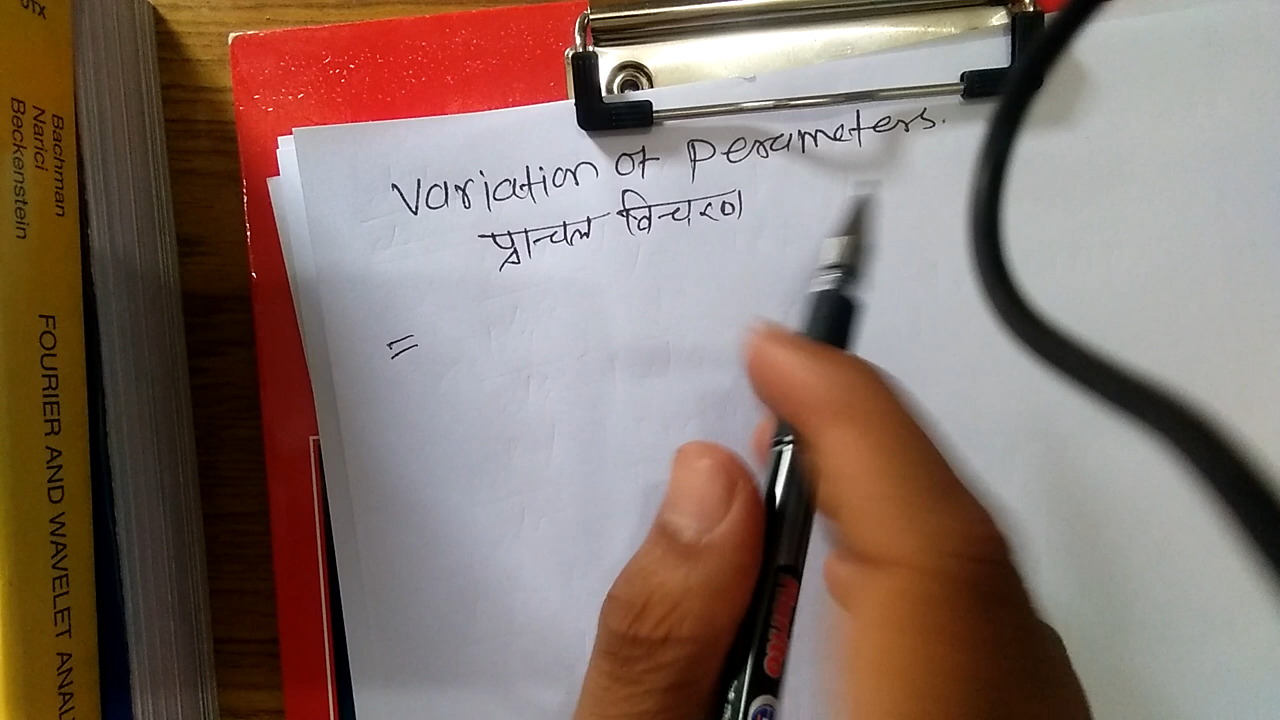 Variation of Perameters.
प्राचल विचरण
=
Bachman
Narici
Beckenstein
FOURIER AND WAVELET ANAL